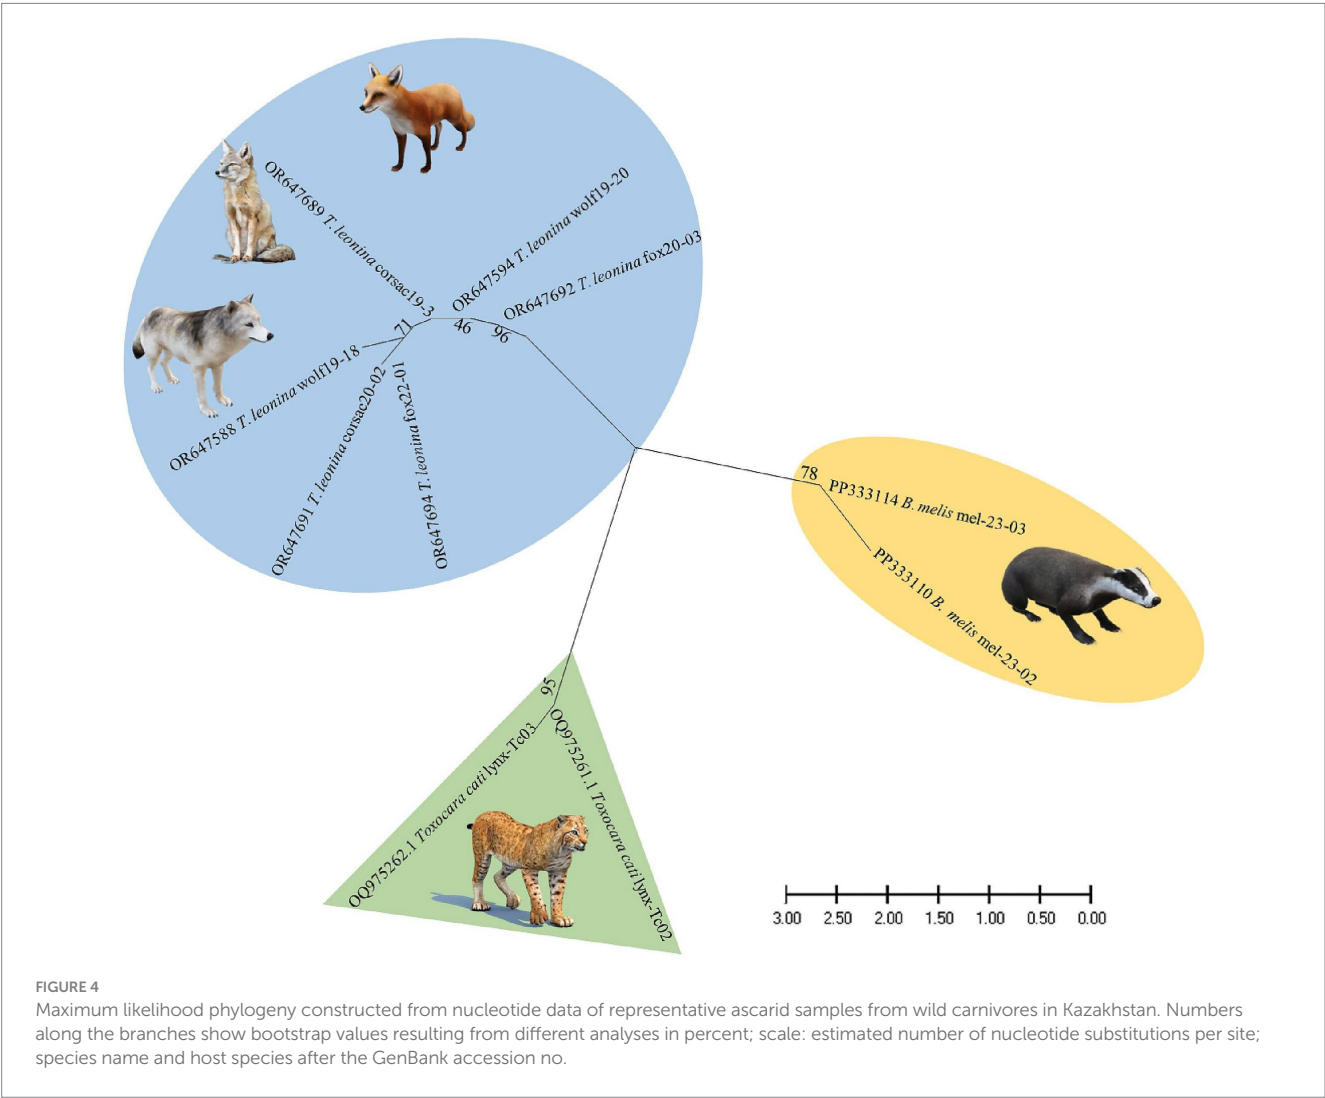 OR647689 T. leonina corsac19-3
OR647594 T. leonina wolf19-20
OR647692 T. leonina fox20-03
71
46
96
OR647588 T. leonina wolf19-18
OR647691 T. leonina corsac20-02
OR647694 T. leonina fox22-01
78
PP333114 B. melis mel-23-03
PP333110 B. melis mel-23-02
95
OQ975262.1 Toxocara cati lynx-Tc03
OQ975261.1 Toxocara cati lynx-Tc02
3.00 2.50 2.00 1.50 1.00 0.50 0.00
FIGURE 4
Maximum likelihood phylogeny constructed from nucleotide data of representative ascarid samples from wild carnivores in Kazakhstan. Numbers
along the branches show bootstrap values resulting from different analyses in percent; scale: estimated number of nucleotide substitutions per site;
species name and host species after the GenBank accession no.